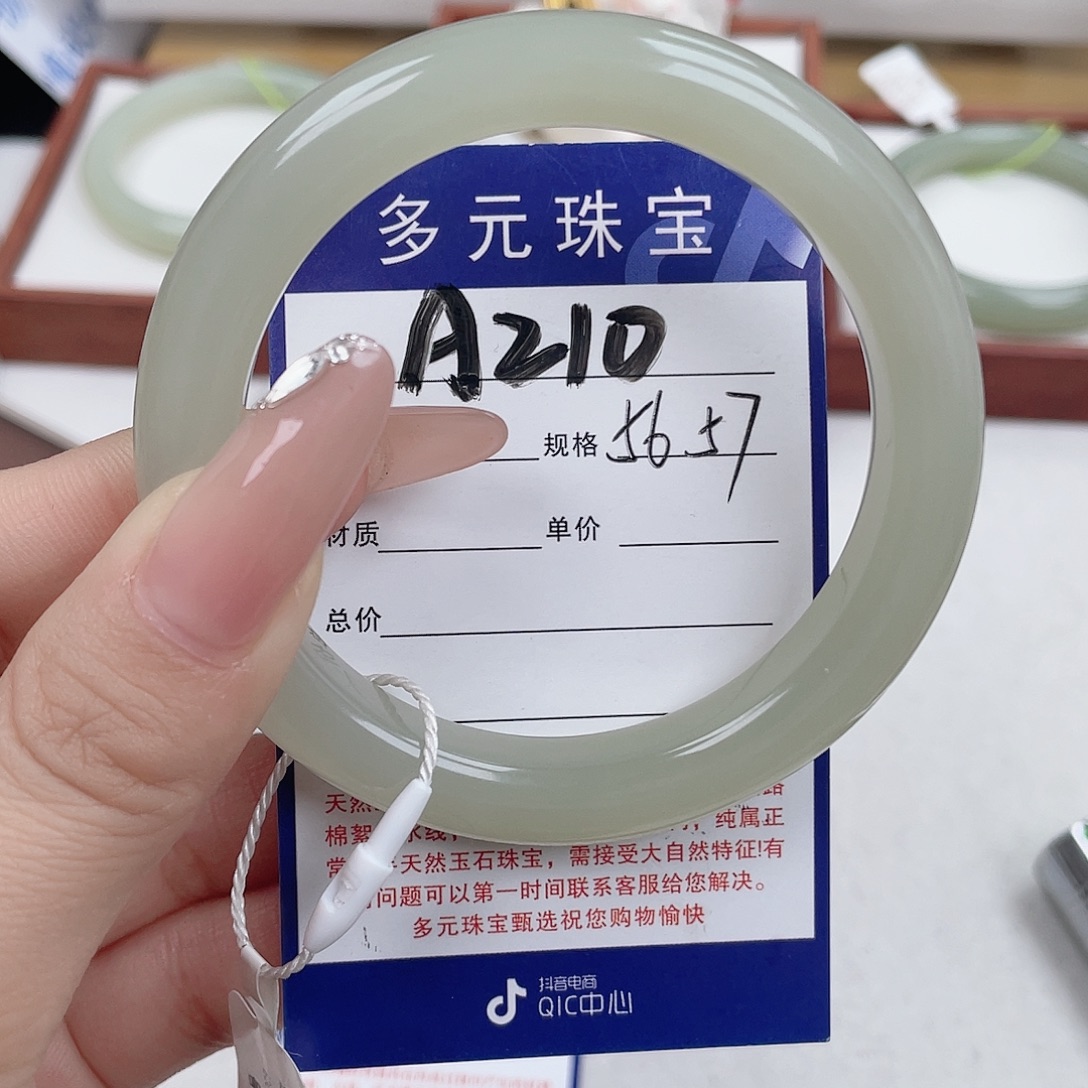 多元珠宝
A210
规格 56.57
材质 单价
总价
天然
棉絮 水线, 纯属正
常 天然玉石珠宝，需接受大自然特征!有
问题可以第一时间联系客服给您解决。
多元珠宝甄选祝您购物愉快
抖音电商
QIC中心